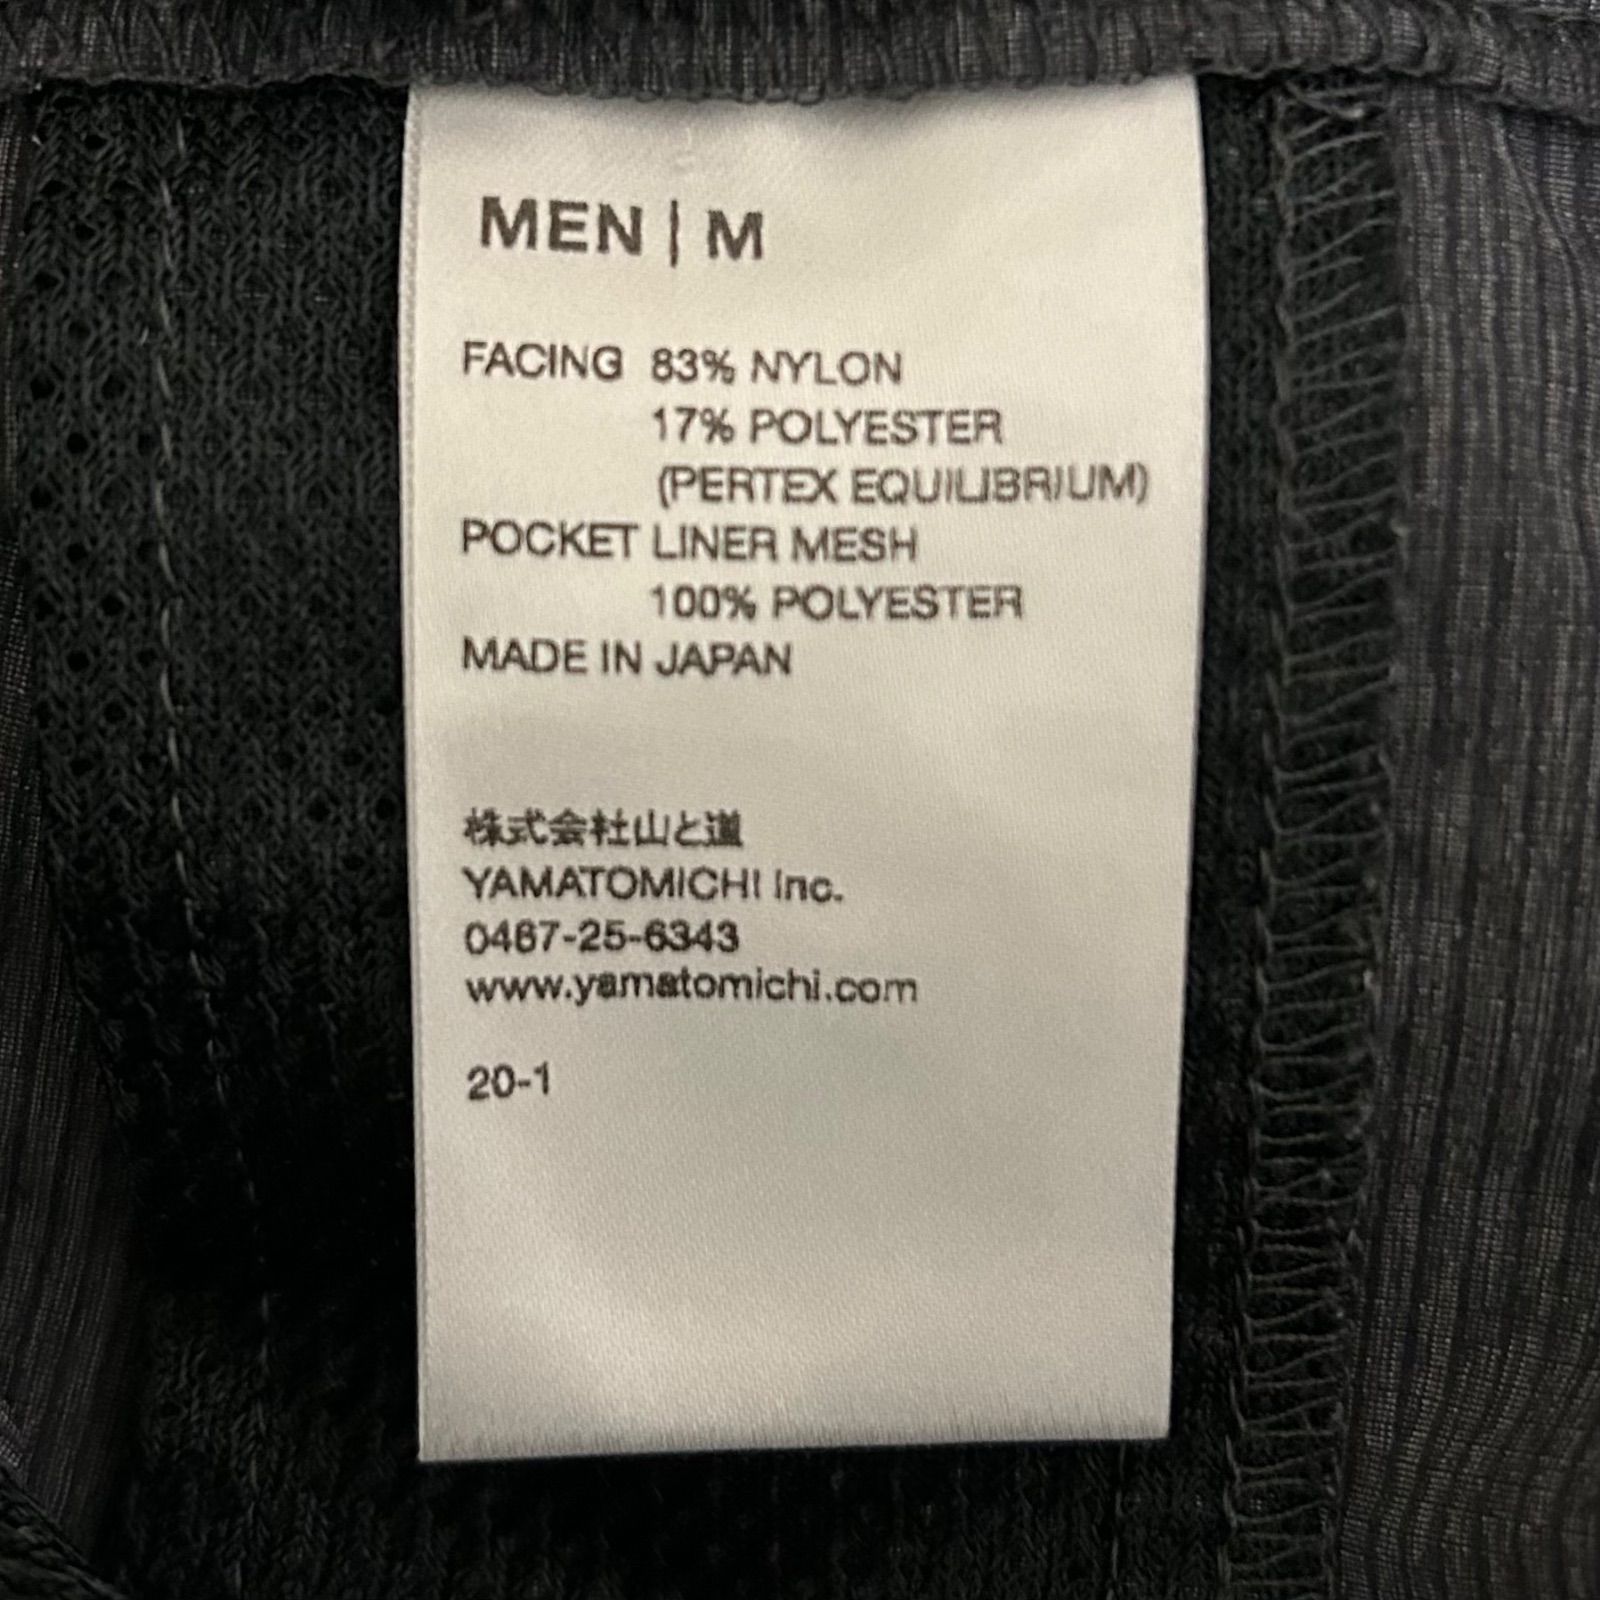 MEN | M
FACING 83% NYLON
17% POLYESTER
(PERTEX EQUILIBRIUM)
POCKET LINER MESH
100% POLYESTER
MADE IN JAPAN
株式会社山と道
YAMATOMICHI Inc.
0467-25-6343
www.yamatomichi.com
20-1